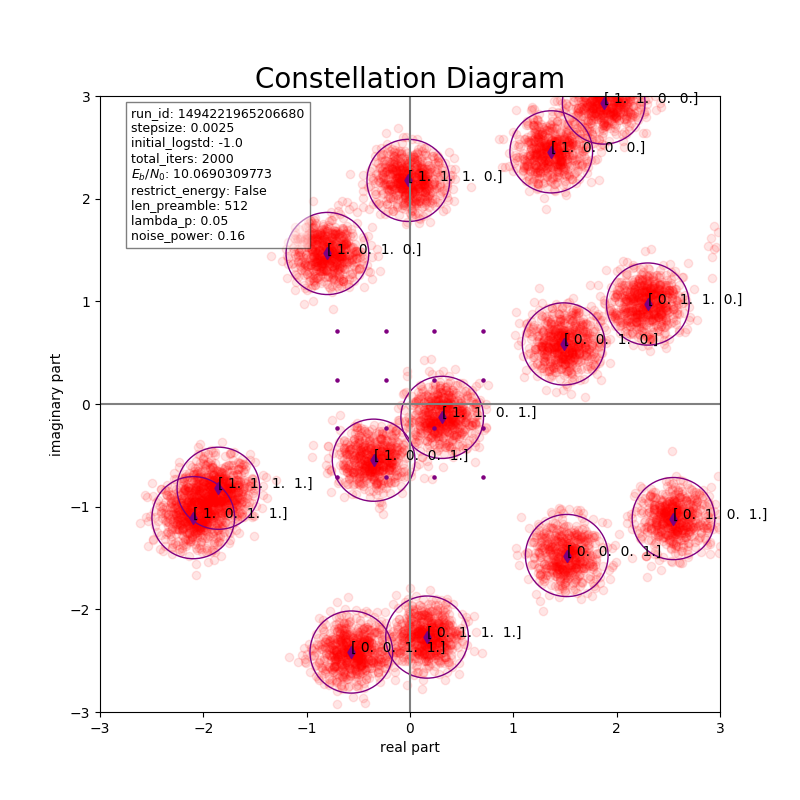 Constellation Diagram
run_id: 1494221965206680
stepsize: 0.0025
initial_logstd: -1.0
total_iters: 2000
E_b/N_0: 10.0690309773
restrict_energy: False
len_preamble: 512
lambda_p: 0.05
noise_power: 0.16
[ 1.  1.  0.  0.]
[ 1.  0.  0.  0.]
[ 1.  1.  1.  0.]
[ 1.  0.  1.  0.]
[ 0.  1.  1.  0.]
[ 0.  0.  1.  0.]
[ 1.  1.  0.  1.]
[ 1.  0.  0.  1.]
[ 1.  1.  1.  1.]
[ 1.  0.  1.  1.]
[ 0.  1.  0.  1.]
[ 0.  0.  0.  1.]
[ 0.  1.  1.  1.]
[ 0.  0.  1.  1.]
3
2
1
0
−1
−2
−3
imaginary part
−3 −2 −1 0 1 2 3
real part